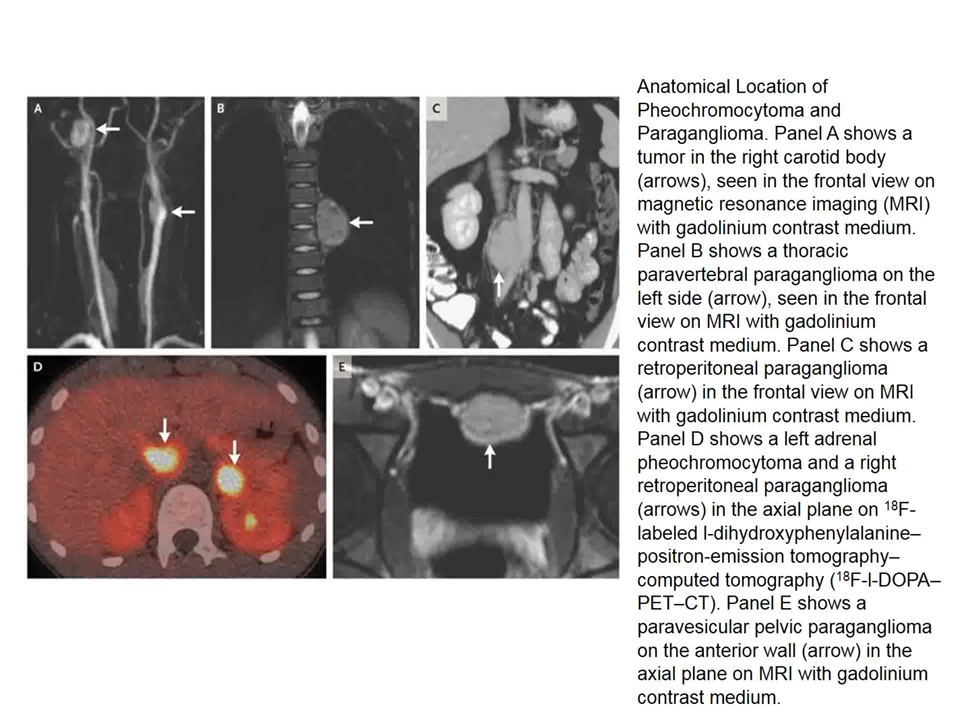 A
B
C
D
E
Anatomical Location of
Pheochromocytoma and
Paraganglioma. Panel A shows a
tumor in the right carotid body
(arrows), seen in the frontal view on
magnetic resonance imaging (MRI)
with gadolinium contrast medium.
Panel B shows a thoracic
paravertebral paraganglioma on the
left side (arrow), seen in the frontal
view on MRI with gadolinium
contrast medium. Panel C shows a
retroperitoneal paraganglioma
(arrow) in the frontal view on MRI
with gadolinium contrast medium.
Panel D shows a left adrenal
pheochromocytoma and a right
retroperitoneal paraganglioma
(arrows) in the axial plane on ¹⁸F-
labeled l-dihydroxyphenylalanine–
positron-emission tomography–
computed tomography (¹⁸F-l-DOPA–
PET–CT). Panel E shows a
paravesicular pelvic paraganglioma
on the anterior wall (arrow) in the
axial plane on MRI with gadolinium
contrast medium.